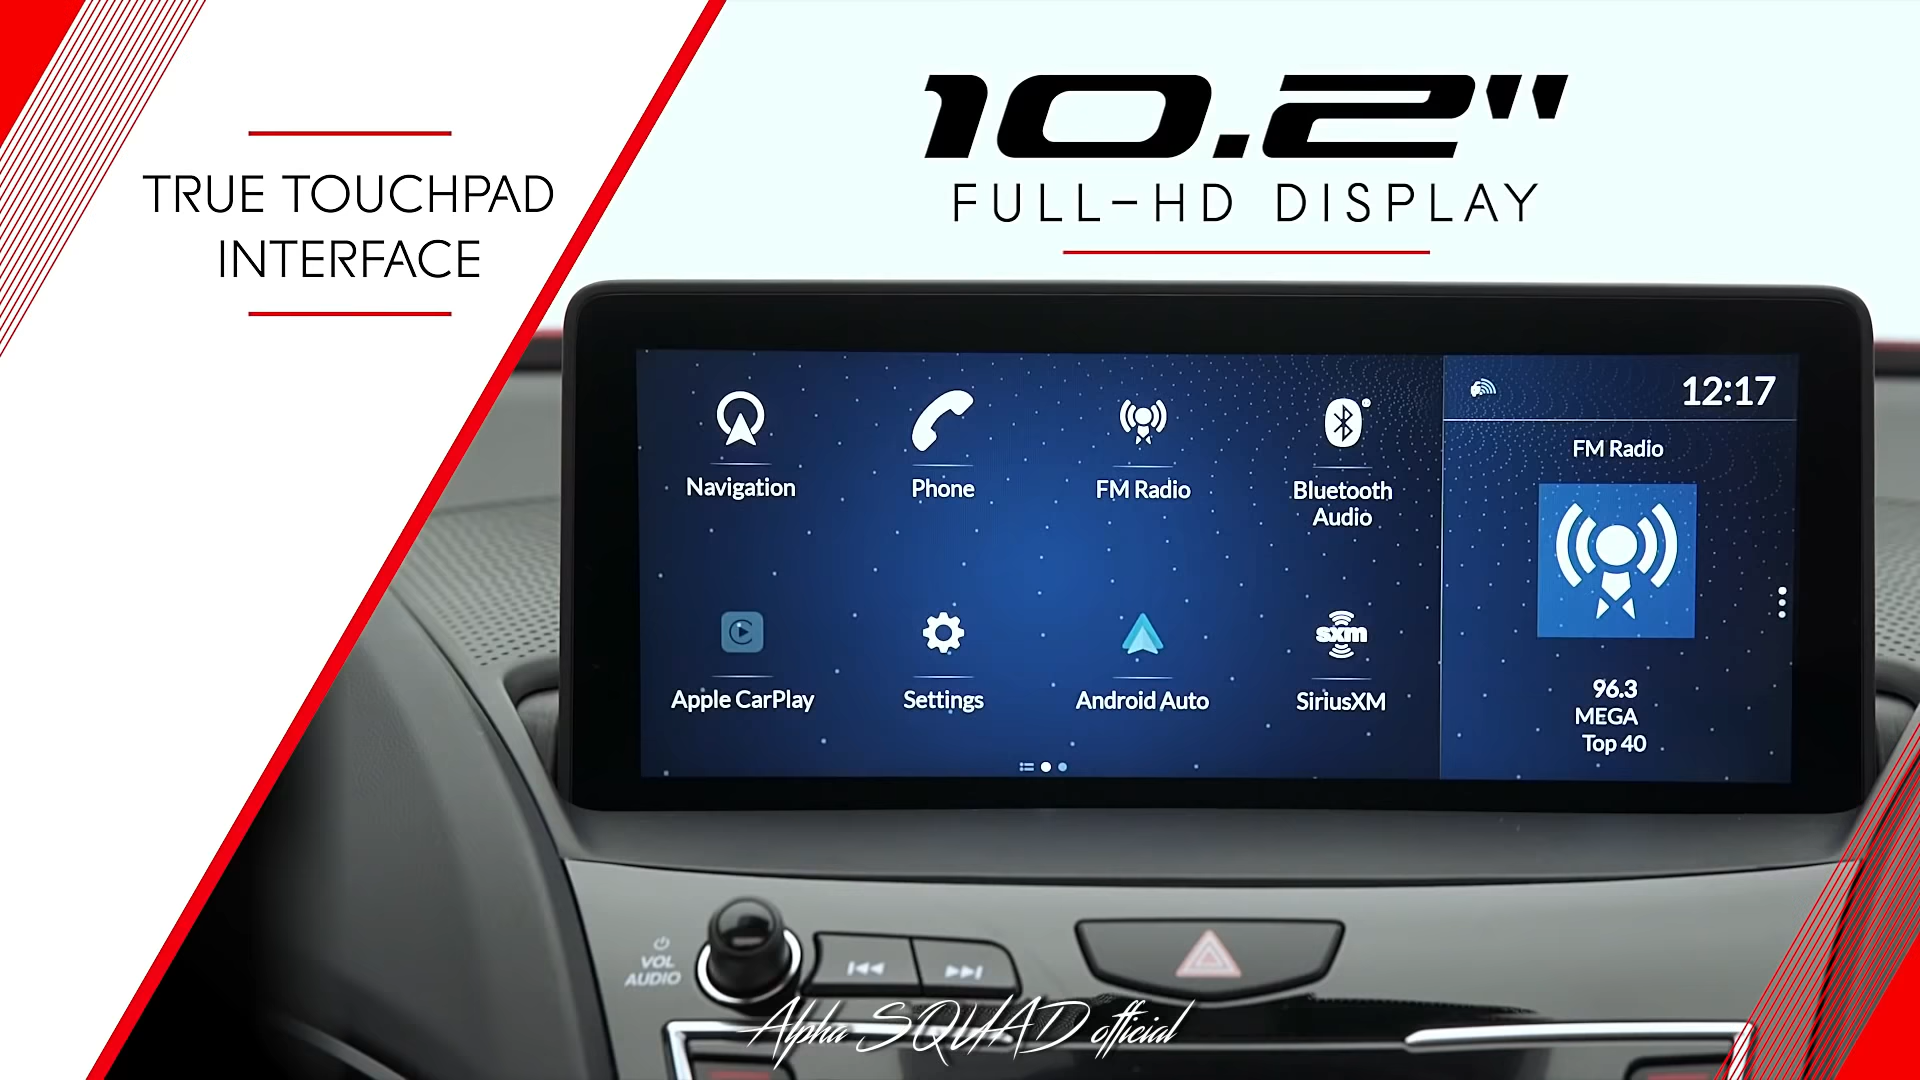 TRUE TOUCHPAD
INTERFACE
10.2"
FULL-HD DISPLAY
12:17
Navigation
Phone
FM Radio
Bluetooth
Audio
FM Radio
Apple CarPlay
Settings
Android Auto
sxm
SiriusXM
96.3
MEGA
Top 40
VOL
AUDIO
Alpha SQUAD official